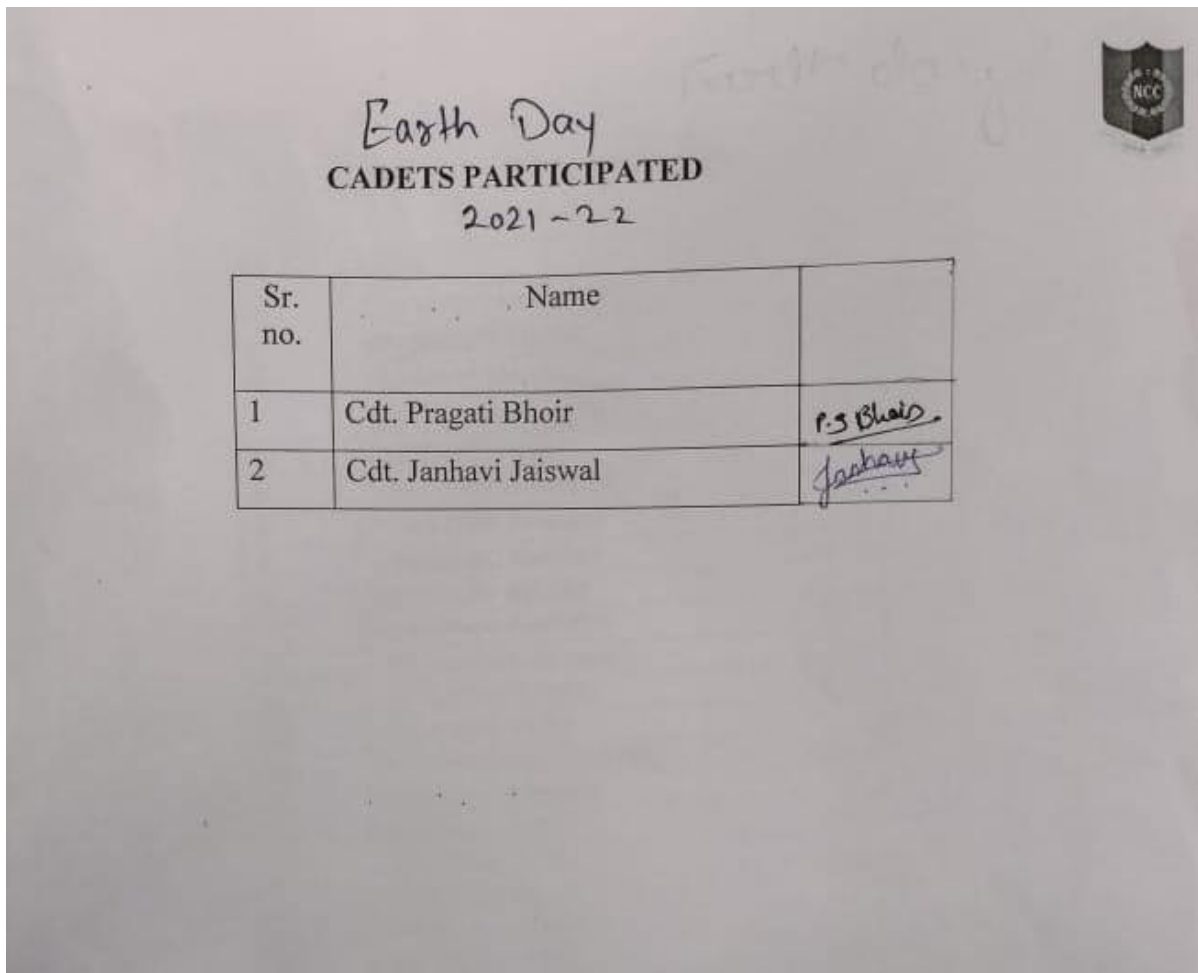 NCC
Earth Day
CADETS PARTICIPATED
2021-22
Sr. no.
Name
1 Cdt. Pragati Bhoir P.S Bhoir.
2 Cdt. Janhavi Jaiswal Janhavi